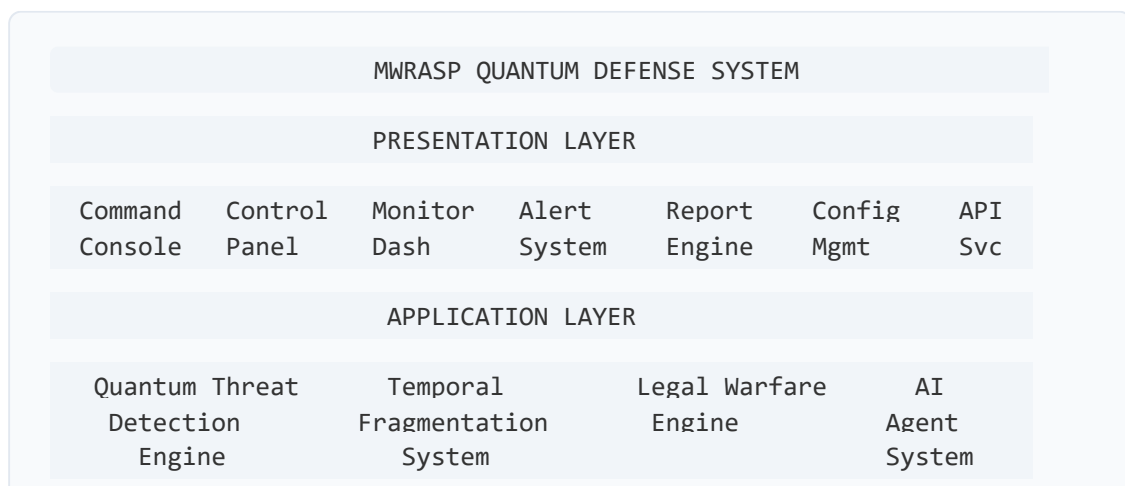 MWRASP QUANTUM DEFENSE SYSTEM
PRESENTATION LAYER
Command Control Monitor Alert Report Config API
Console Panel Dash System Engine Mgmt Svc
APPLICATION LAYER
Quantum Threat Temporal Legal Warfare AI
Detection Fragmentation Engine Agent
Engine System System